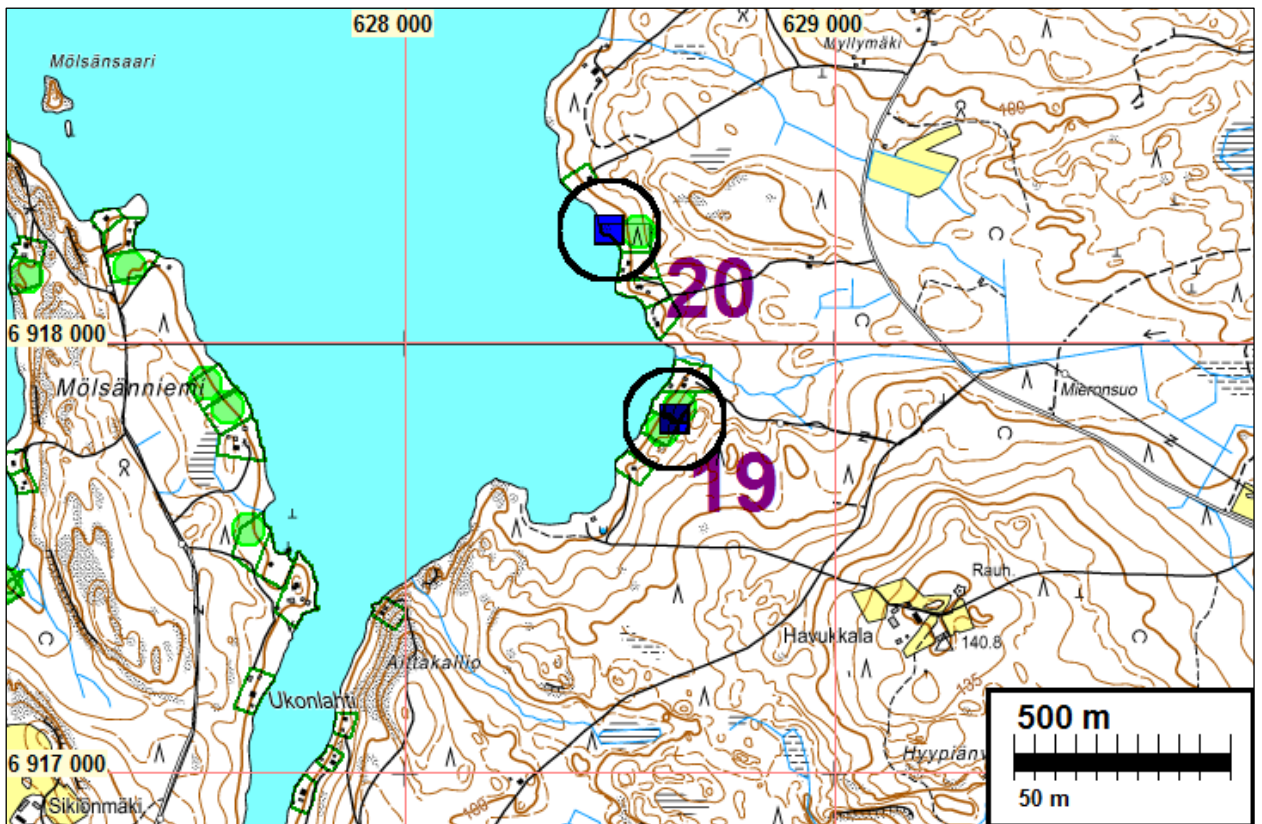 628 000
629 000
Mölsänsaari
Myllymäki
100
20
6 918 000
Mölsänniemi
Mieronsuo
19
Rauh.
Havukkala
140.8
Aittakallio
135
Ukonlahti
500 m
50 m
6 917 000
Sikiönmäki
100